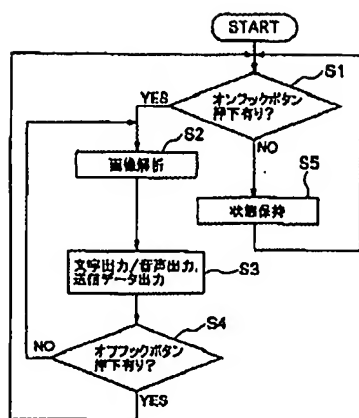 START
S1
オンフックボタン
押下有り?
YES
NO
S2
画像解析
S5
状態保持
文字出力/音声出力,
送信データ出力
S3
S4
オフフックボタン
押下有り?
NO
YES